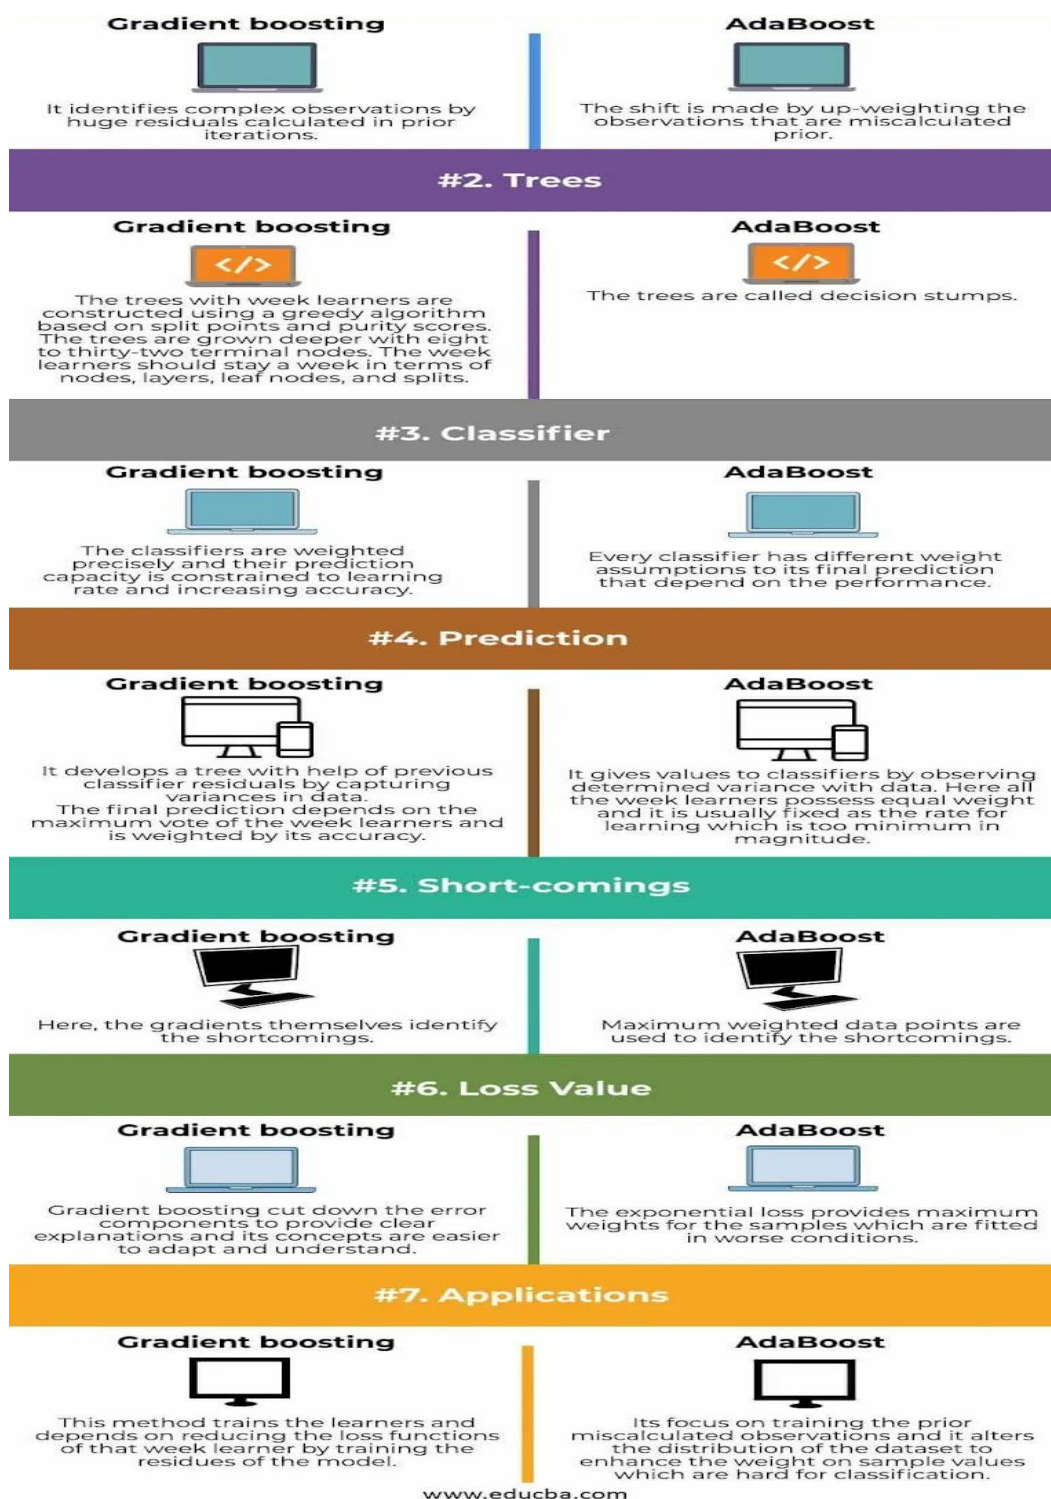 Gradient boosting
It identifies complex observations by
huge residuals calculated in prior
iterations.
AdaBoost
The shift is made by up-weighting the
observations that are miscalculated
prior.
#2. Trees
Gradient boosting
</>
The trees with week learners are
constructed using a greedy algorithm
based on split points and purity scores.
The trees are grown deeper with eight
to thirty-two terminal nodes. The week
learners should stay a week in terms of
nodes, layers, leaf nodes, and splits.
AdaBoost
</>
The trees are called decision stumps.
#3. Classifier
Gradient boosting
The classifiers are weighted
precisely and their prediction
capacity is constrained to learning
rate and increasing accuracy.
AdaBoost
Every classifier has different weight
assumptions to its final prediction
that depend on the performance.
#4. Prediction
Gradient boosting
It develops a tree with help of previous
classifier residuals by capturing
variances in data.
The final prediction depends on the
maximum vote of the week learners and
is weighted by its accuracy.
AdaBoost
It gives values to classifiers by observing
determined variance with data. Here all
the week learners possess equal weight
and it is usually fixed as the rate for
learning which is too minimum in
magnitude.
#5. Short-comings
Gradient boosting
Here, the gradients themselves identify
the shortcomings.
AdaBoost
Maximum weighted data points are
used to identify the shortcomings.
#6. Loss Value
Gradient boosting
Gradient boosting cut down the error
components to provide clear
explanations and its concepts are easier
to adapt and understand.
AdaBoost
The exponential loss provides maximum
weights for the samples which are fitted
in worse conditions.
#7. Applications
Gradient boosting
This method trains the learners and
depends on reducing the loss functions
of that week learner by training the
residues of the model.
AdaBoost
Its focus on training the prior
miscalculated observations and it alters
the distribution of the dataset to
enhance the weight on sample values
which are hard for classification.
www.educba.com